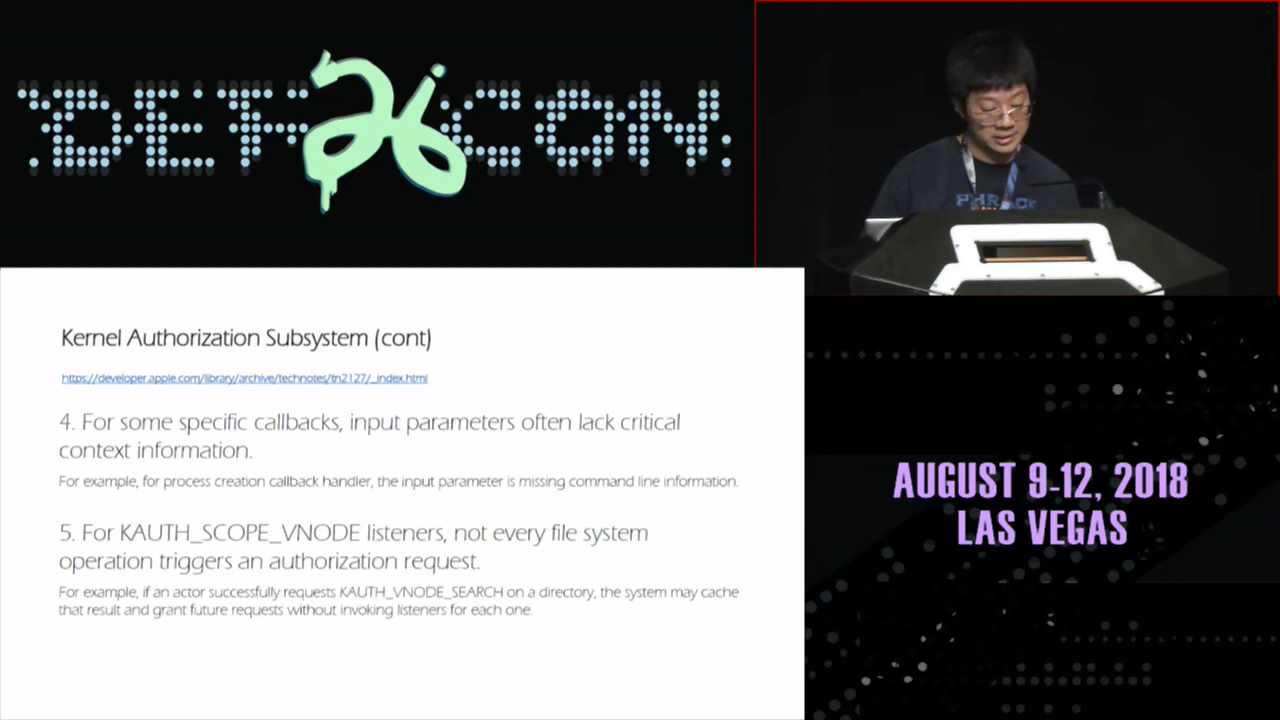 DEF 26 CON
PHRACK
Kernel Authorization Subsystem (cont)
https://developer.apple.com/library/archive/technotes/tn2127/_index.html
4. For some specific callbacks, input parameters often lack critical
context information.
For example, for process creation callback handler, the input parameter is missing command line information.
5. For KAUTH_SCOPE_VNODE listeners, not every file system
operation triggers an authorization request.
For example, if an actor successfully requests KAUTH_VNODE_SEARCH on a directory, the system may cache
that result and grant future requests without invoking listeners for each one.
AUGUST 9-12, 2018
LAS VEGAS